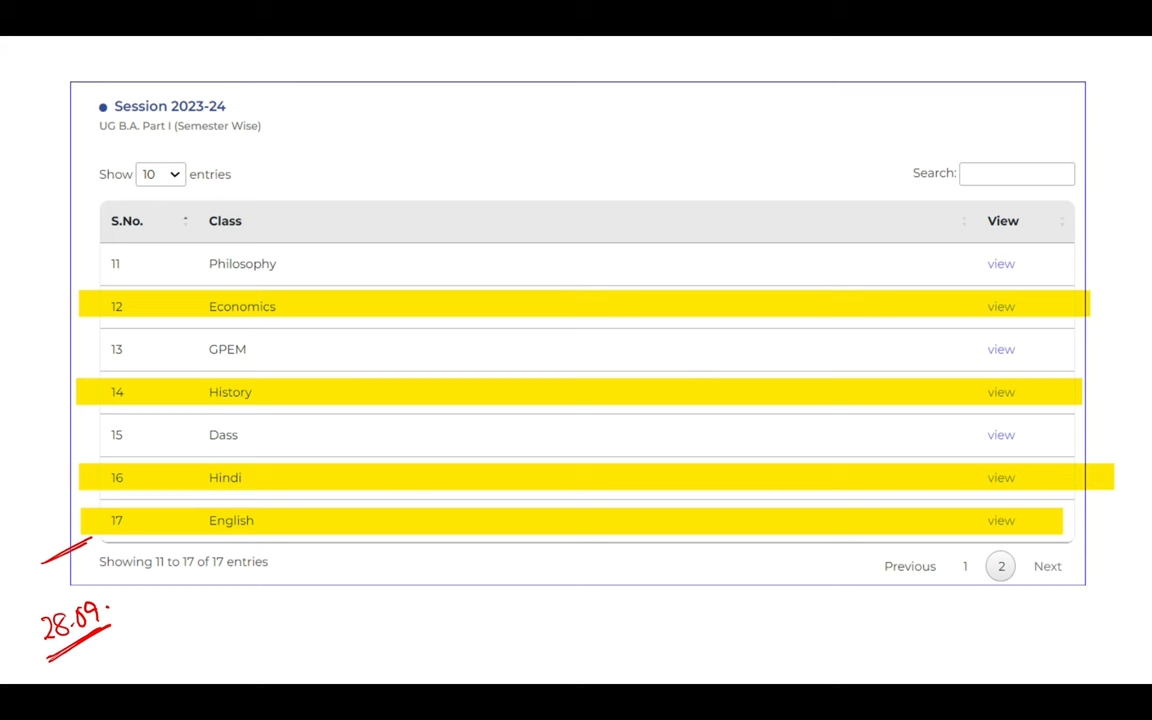 Session 2023-24
UG B.A. Part I (Semester Wise)
Show 10 entries Search:
S.No. Class View
11 Philosophy view
12 Economics view
13 GPEM view
14 History view
15 Dass view
16 Hindi view
17 English view
Showing 11 to 17 of 17 entries Previous 1 2 Next
28.09.